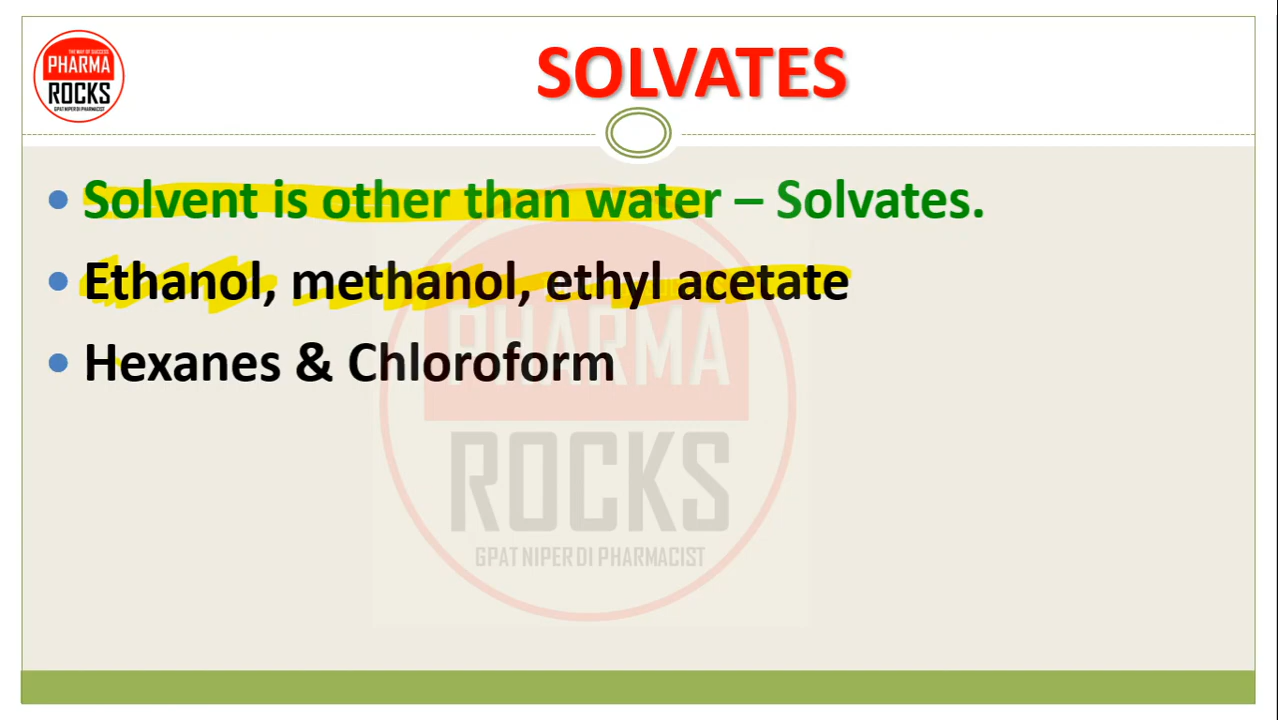 THE WAY OF SUCCESS
PHARMA
ROCKS
GPAT NIPER DI PHARMACIST
SOLVATES
• Solvent is other than water – Solvates.
• Ethanol, methanol, ethyl acetate
• Hexanes & Chloroform
PHARMA
ROCKS
GPAT NIPER DI PHARMACIST